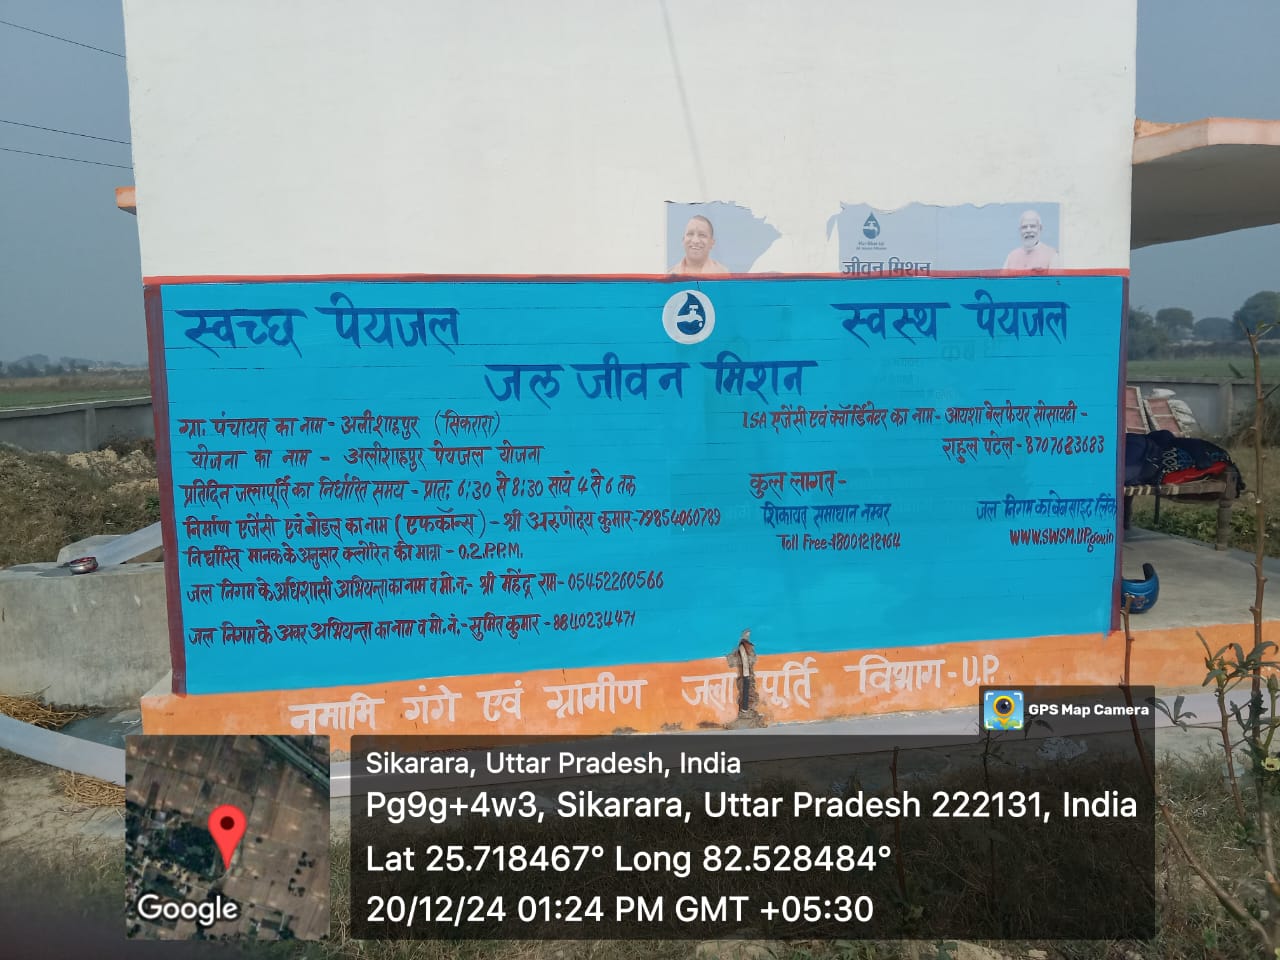 जीवन मिशन
स्वच्छ पेयजल
स्वस्थ पेयजल
जल जीवन मिशन
ग्रा. पंचायत का नाम - अलीशाहपुर (सिकरारा)
योजना का नाम - अलीशाहपुर पेयजल योजना
प्रतिदिन जलापूर्ति का निर्धारित समय - प्रातः 6:30 से 8:30 सायं 4 से 6 तक
निर्माण एजेंसी एवं नोडल का नाम (एफकॉन्स) - श्री अरुणोदय कुमार - 79854060789
निर्धारित मानक के अनुसार क्लोरिन की मात्रा - 0.2 P.P.M.
जल निगम के अधिशासी अभियन्ता का नाम व मो.न. - श्री महेंद्र राम - 05452260566
जल निगम के अवर अभियन्ता का नाम व मो.नं. - सुमित कुमार - 8840234471
ISA एजेंसी एवं क्वॉर्डिनेटर का नाम - आयशा वेलफेयर सोसायटी -
राहुल पटेल - 8707683683
कुल लागत -
शिकायत समाधान नम्बर
Toll Free - 18001212164
जल निगम का वेबसाइट लिंक
www.SWSM.UP.gov.in
नमामि गंगे एवं ग्रामीण जलापूर्ति विभाग - U.P.
GPS Map Camera
Sikarara, Uttar Pradesh, India
Pg9g+4w3, Sikarara, Uttar Pradesh 222131, India
Lat 25.718467° Long 82.528484°
20/12/24 01:24 PM GMT +05:30
Google